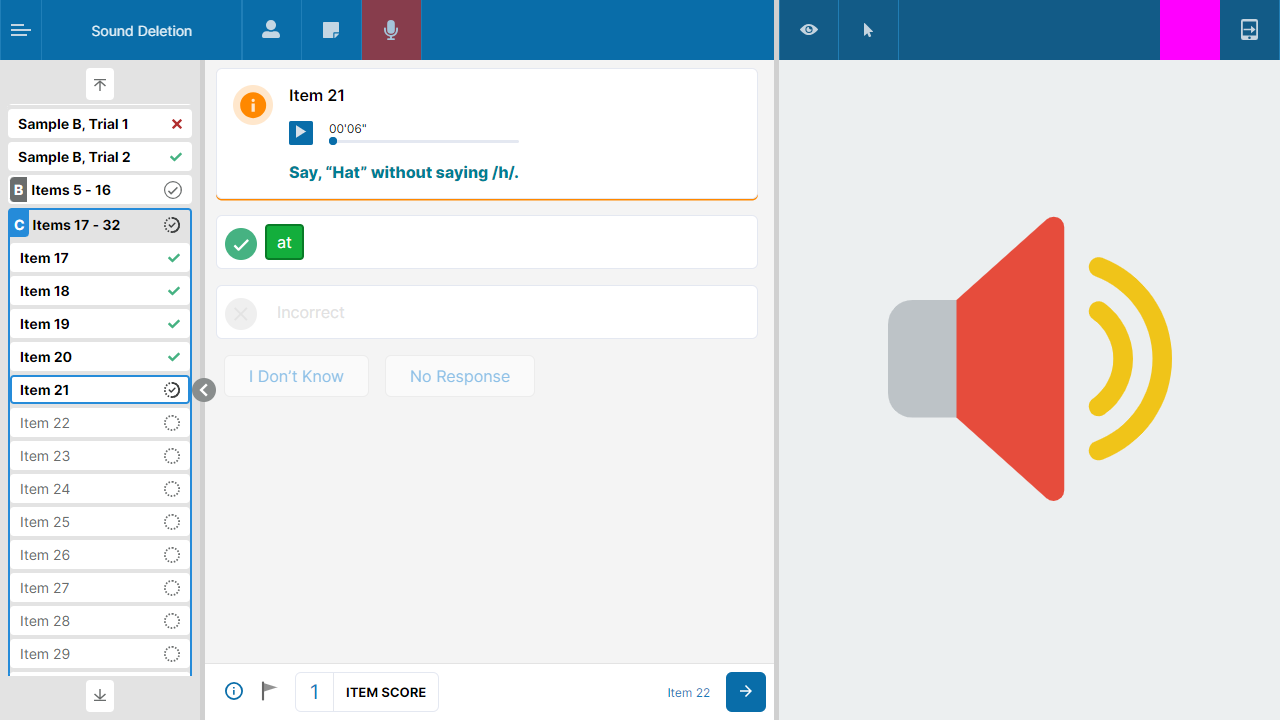 Sound Deletion
Sample B, Trial 1
Sample B, Trial 2
B Items 5 - 16
C Items 17 - 32
Item 17
Item 18
Item 19
Item 20
Item 21
Item 22
Item 23
Item 24
Item 25
Item 26
Item 27
Item 28
Item 29
Item 21
00'06"
Say, “Hat” without saying /h/.
at
Incorrect
I Don’t Know
No Response
1 ITEM SCORE
Item 22